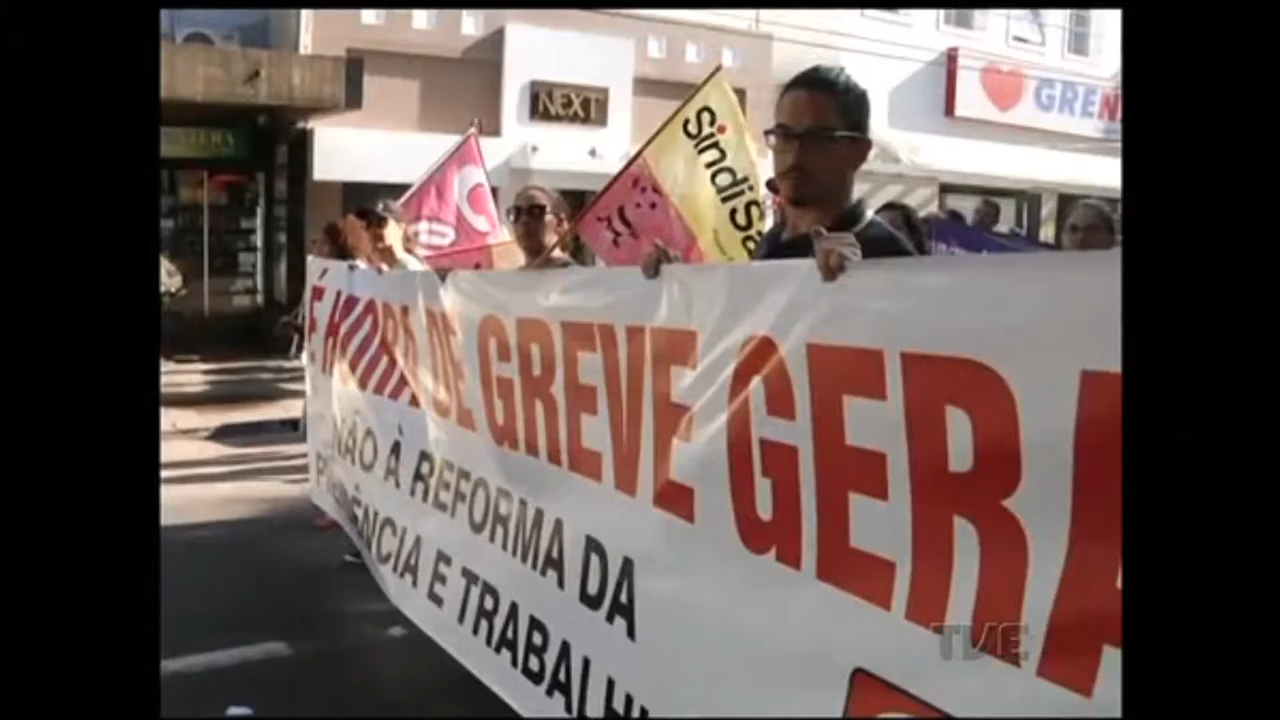 NEXT
GREN
SindiSa
É HORA DE GREVE GERA
NÃO À REFORMA DA
PREVIDÊNCIA E TRABALH
TVE